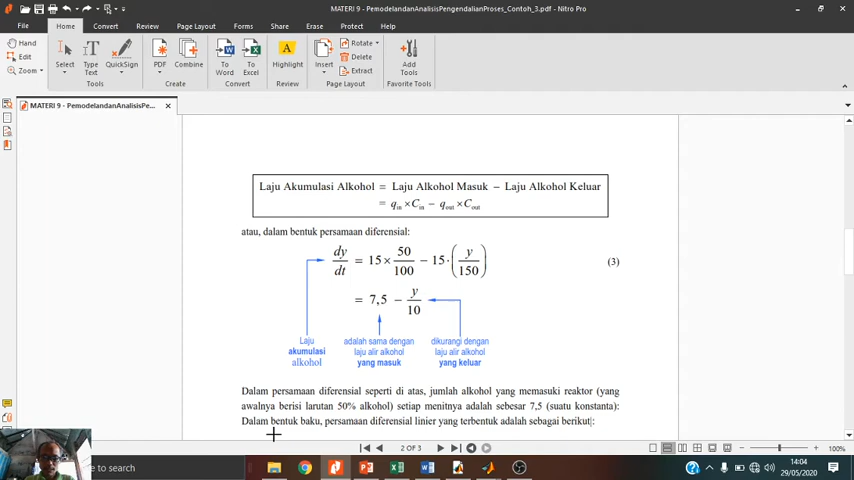 MATERI 9 - PemodelandanAnalisisPengendalianProses_Contoh_3.pdf - Nitro Pro
File Home Convert Review Page Layout Forms Share Erase Protect Help
Hand
Edit
Zoom
Select
Type Text
QuickSign
PDF
Combine
To Word
To Excel
Highlight
Insert
Rotate
Delete
Extract
Add Tools
Tools Create Convert Review Page Layout Favorite Tools
MATERI 9 - PemodelandanAnalisisPe... ×
Laju Akumulasi Alkohol = Laju Alkohol Masuk − Laju Alkohol Keluar
= q_in × C_in − q_out × C_out
atau, dalam bentuk persamaan diferensial:
dy/dt = 15 × 50/100 − 15 · (y/150) (3)
= 7,5 − y/10
Laju akumulasi alkohol
adalah sama dengan laju alir alkohol yang masuk
dikurangi dengan laju alir alkohol yang keluar
Dalam persamaan diferensial seperti di atas, jumlah alkohol yang memasuki reaktor (yang
awalnya berisi larutan 50% alkohol) setiap menitnya adalah sebesar 7,5 (suatu konstanta):
Dalam bentuk baku, persamaan diferensial linier yang terbentuk adalah sebagai berikut:
2 OF 3
100%
here to search
14:04
29/05/2020